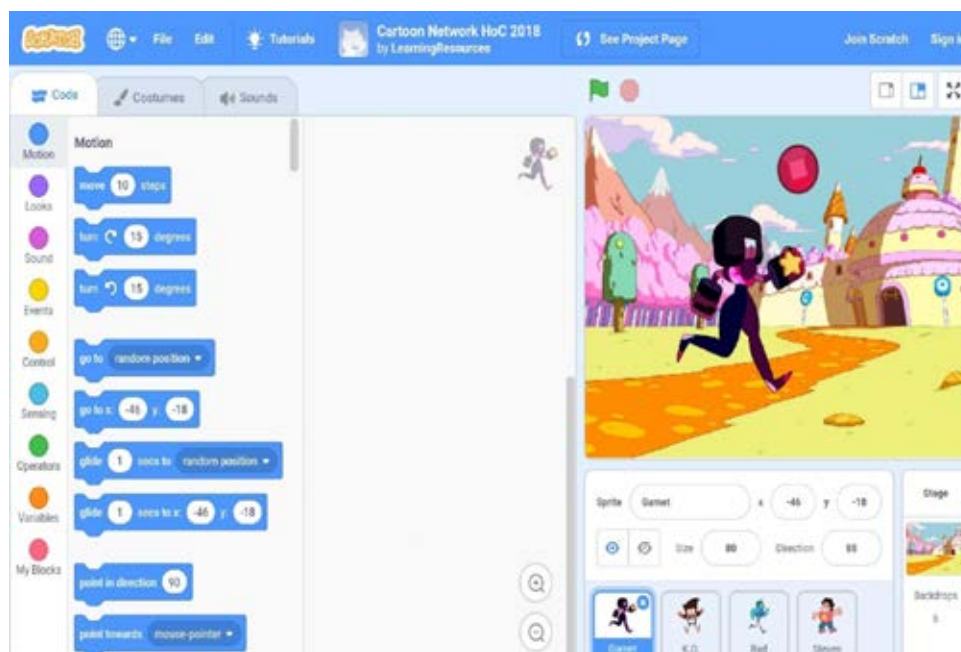 SCRATCH File Edit Tutorials Cartoon Network HoC 2018 See Project Page Join Scratch Sign
by LearningResources
Code Costumes Sounds
Motion
Looks
Sound
Events
Control
Sensing
Operators
Variables
My Blocks
Motion
move 10 steps
turn 15 degrees
turn 15 degrees
go to random position
go to x: -46 y: -18
glide 1 secs to random position
glide 1 secs to x: -46 y: -18
point in direction 90
point towards mouse-pointer
Sprite Garnet x -46 y -18
Size 80 Direction
Garnet K.O. Steven
Stage
Backdrops